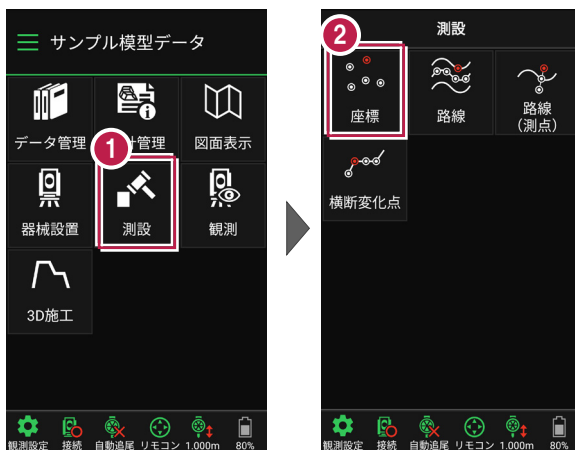 サンプル模型データ
データ管理
計管理
図面表示
1
器械設置
測設
観測
3D施工
観測設定
接続
自動追尾
リモコン
1.000m
80%
2
測設
座標
路線
路線
(測点)
横断変化点
観測設定
接続
自動追尾
リモコン
1.000m
80%